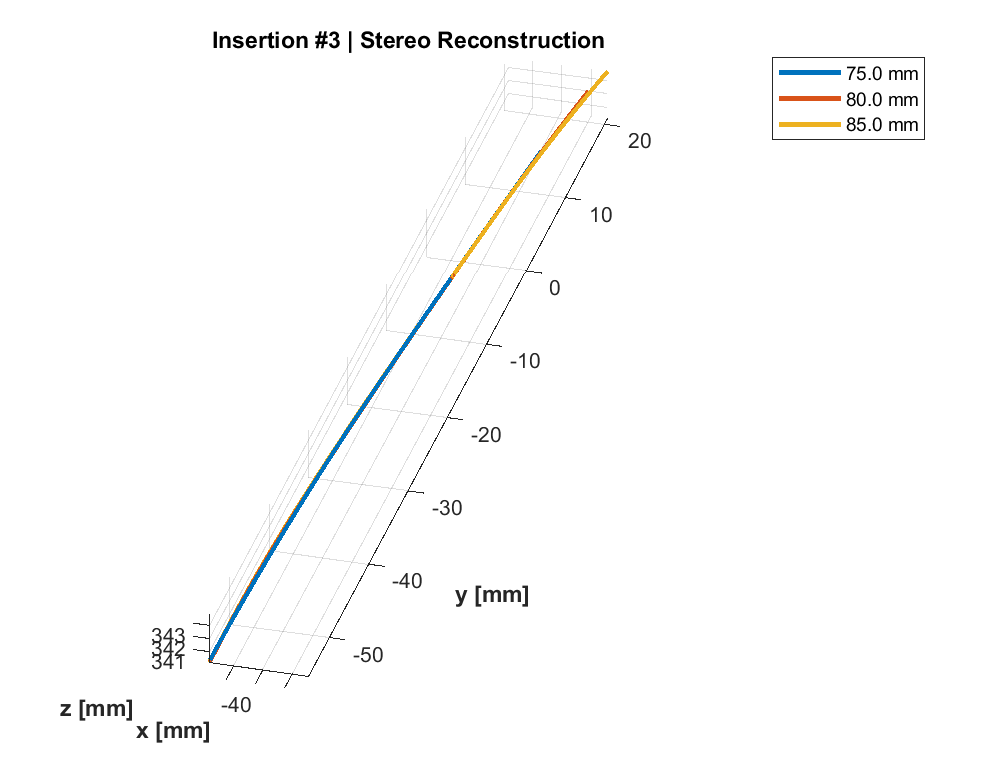 Insertion #3 | Stereo Reconstruction
75.0 mm
80.0 mm
85.0 mm
20
10
0
-10
-20
-30
-40
y [mm]
-50
343
342
341
-40
z [mm]
x [mm]